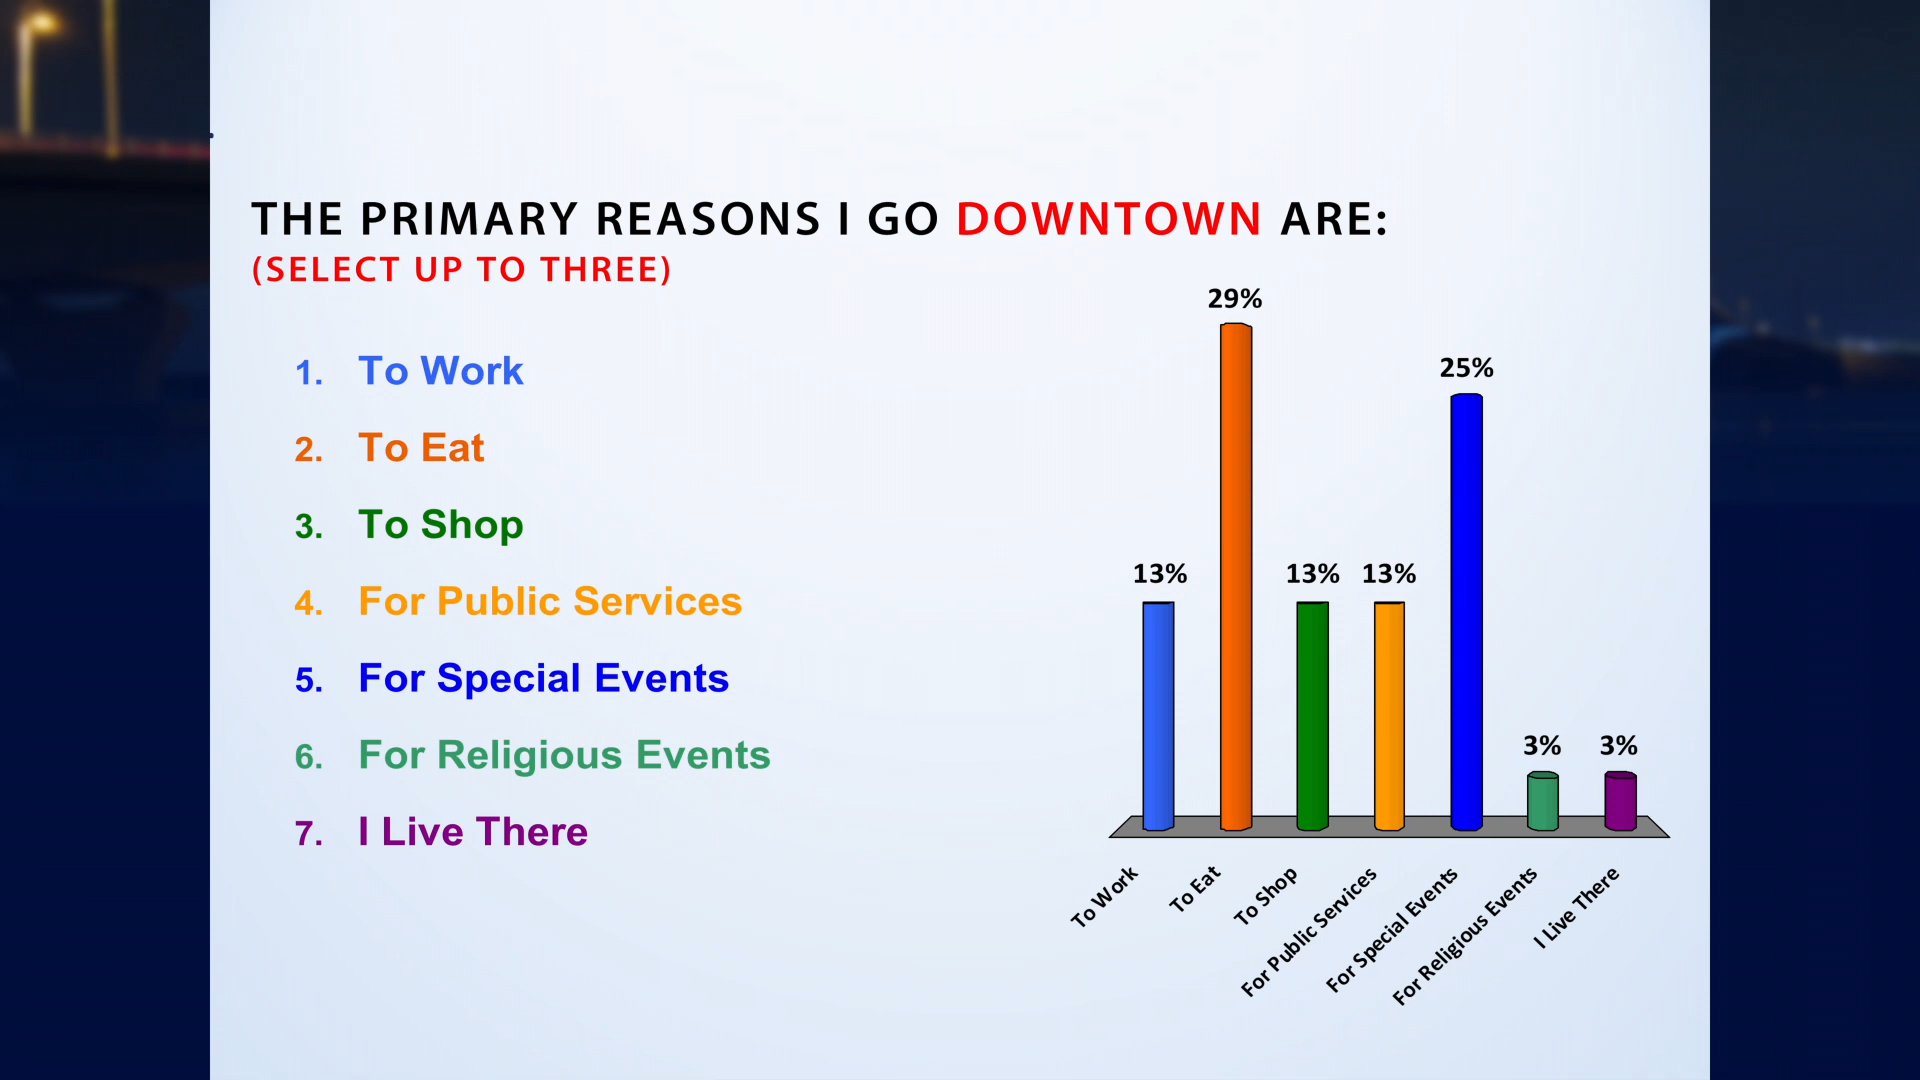 THE PRIMARY REASONS I GO DOWNTOWN ARE:
(SELECT UP TO THREE)
1. To Work
2. To Eat
3. To Shop
4. For Public Services
5. For Special Events
6. For Religious Events
7. I Live There
29%
25%
13%
13%
13%
3%
3%
To Work
To Eat
To Shop
For Public Services
For Special Events
For Religious Events
I Live There